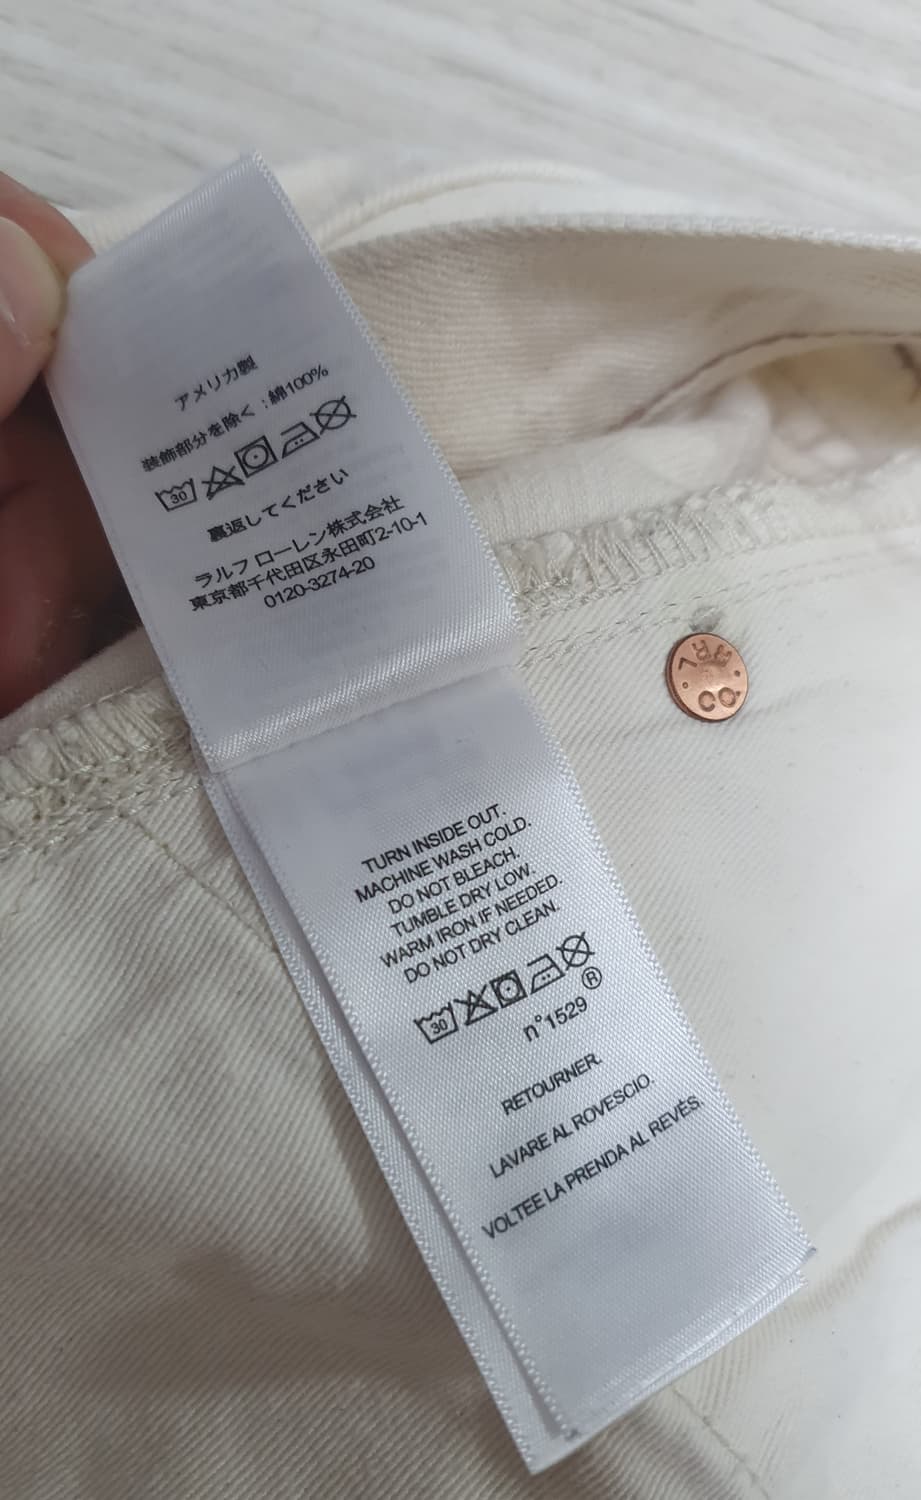 アメリカ製
装飾部分を除く:綿100%
30
裏返してください
ラルフ ローレン株式会社
東京都千代田区永田町2-10-1
0120-3274-20
RRL
CO.
TURN INSIDE OUT.
MACHINE WASH COLD.
DO NOT BLEACH.
TUMBLE DRY LOW.
WARM IRON IF NEEDED.
DO NOT DRY CLEAN.
30
n°1529 ®
RETOURNER.
LAVARE AL ROVESCIO.
VOLTEE LA PRENDA AL REVÉS.